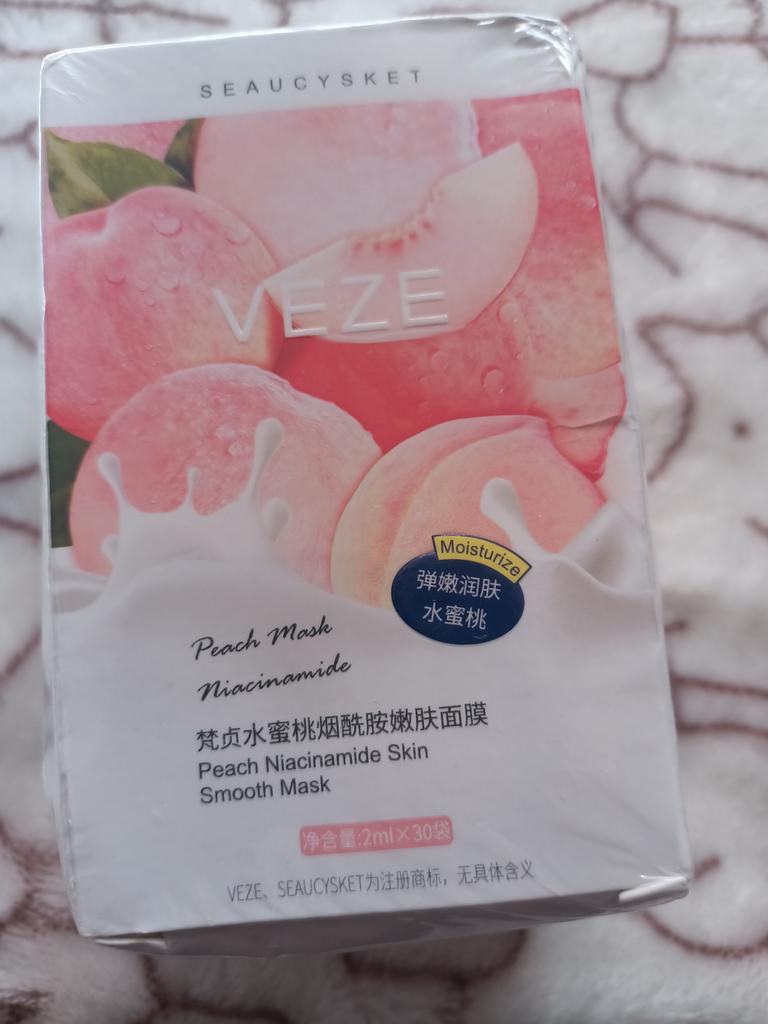 SEAUCYSKET
VEZE
Moisturize
弹嫩润肤
水蜜桃
Peach Mask
Niacinamide
梵贞水蜜桃烟酰胺嫩肤面膜
Peach Niacinamide Skin
Smooth Mask
净含量:2ml×30袋
VEZE、SEAUCYSKET为注册商标，无具体含义